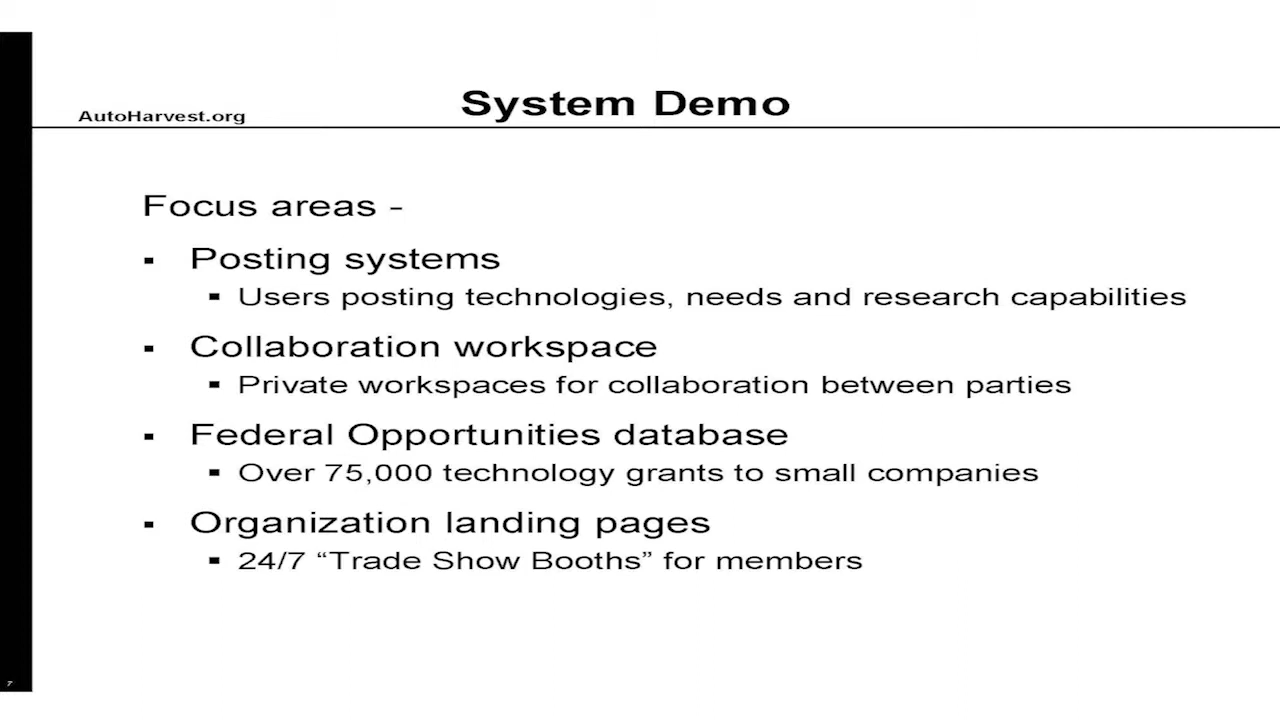 AutoHarvest.org
System Demo
Focus areas -
▪ Posting systems
▪ Users posting technologies, needs and research capabilities
▪ Collaboration workspace
▪ Private workspaces for collaboration between parties
▪ Federal Opportunities database
▪ Over 75,000 technology grants to small companies
▪ Organization landing pages
▪ 24/7 “Trade Show Booths” for members
7